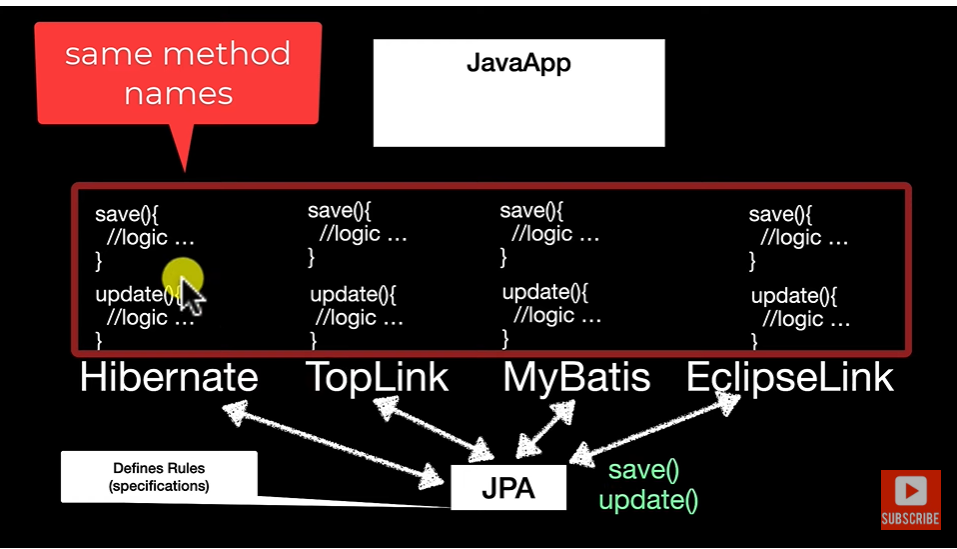 same method
names
JavaApp
save(){
//logic ...
}
update(){
//logic ...
}
save(){
//logic ...
}
update(){
//logic ...
}
save(){
//logic ...
}
update(){
//logic ...
}
save(){
//logic ...
}
update(){
//logic ...
}
Hibernate
TopLink
MyBatis
EclipseLink
Defines Rules
(specifications)
JPA
save()
update()
SUBSCRIBE